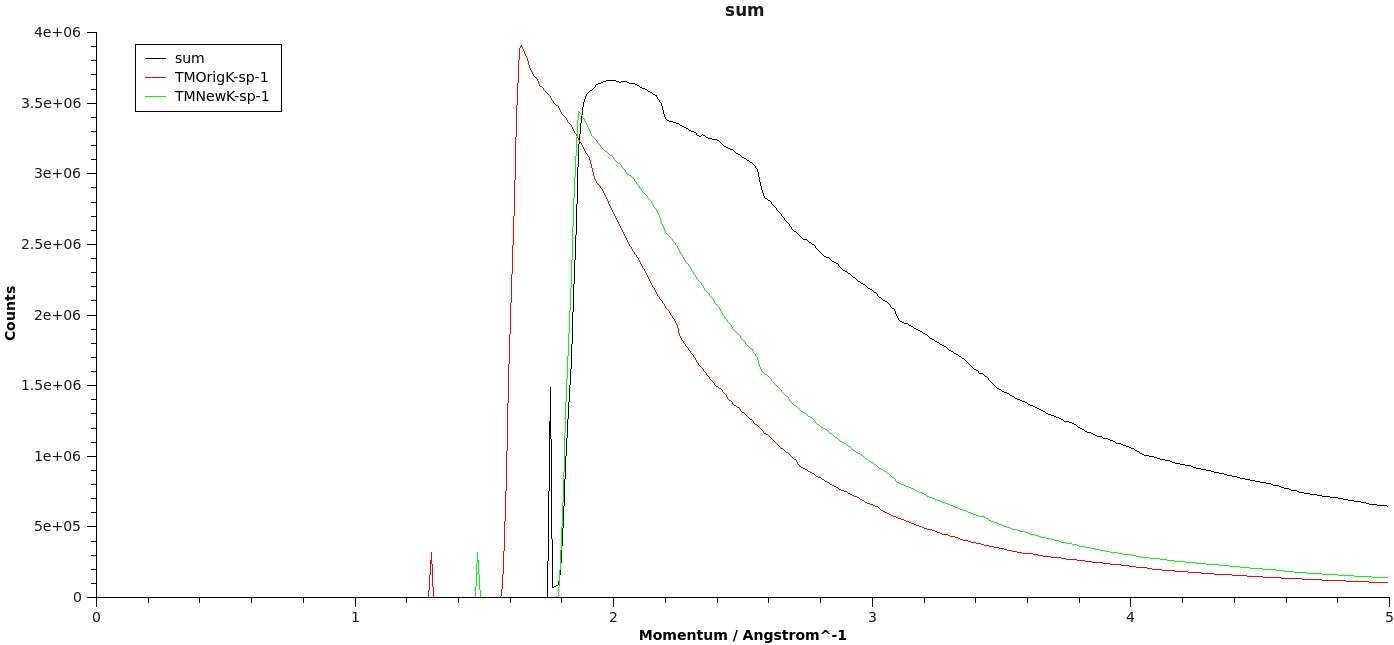 sum
4e+06
3.5e+06
3e+06
2.5e+06
2e+06
1.5e+06
1e+06
5e+05
0
Counts
sum
TMOrigK-sp-1
TMNewK-sp-1
0 1 2 3 4 5
Momentum / Angstrom^-1